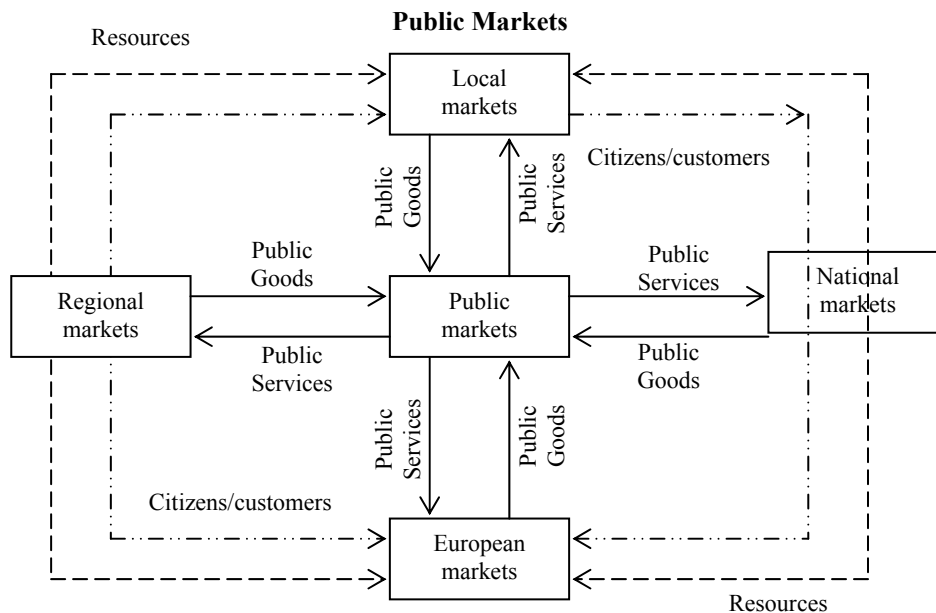 Public Markets
Resources
Local
markets
Citizens/customers
Public
Goods
Public
Services
Public
Goods
Public
Services
Regional
markets
Public
markets
National
markets
Public
Services
Public
Goods
Public
Services
Public
Goods
Citizens/customers
European
markets
Resources